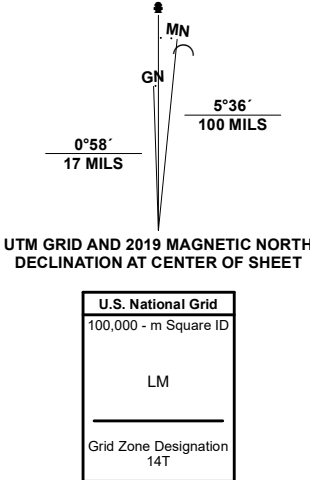 MN
GN
5°36´
100 MILS
0°58´
17 MILS
UTM GRID AND 2019 MAGNETIC NORTH
DECLINATION AT CENTER OF SHEET
U.S. National Grid
100,000 - m Square ID
LM
Grid Zone Designation
14T